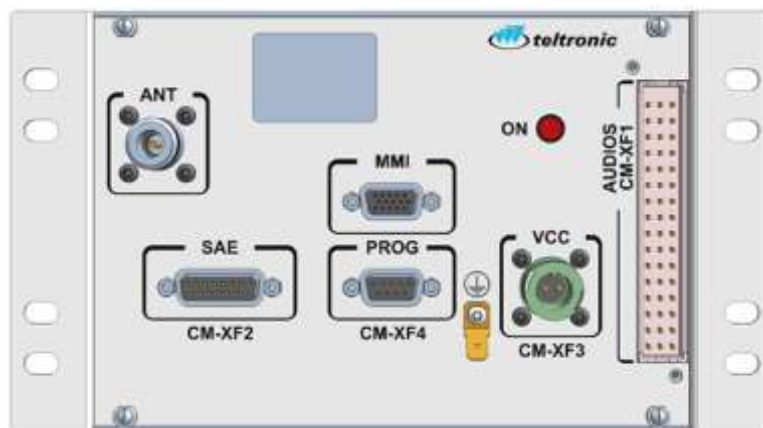 teltronic
ANT
ON
AUDIOS
CM-XF1
MMI
SAE
PROG
VCC
CM-XF2
CM-XF4
CM-XF3